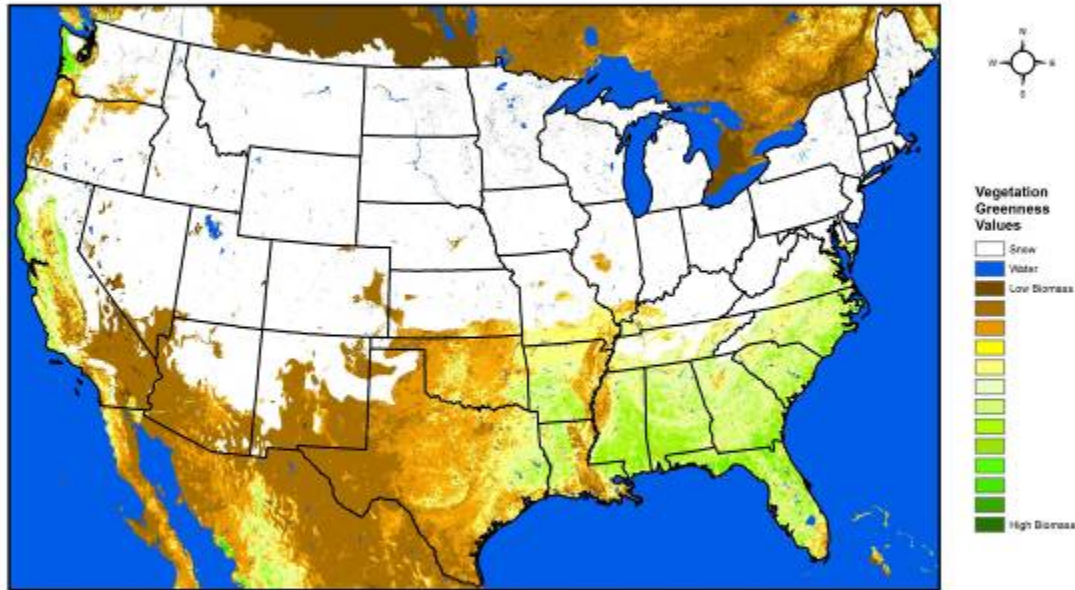 N
W
E
S
Vegetation
Greenness
Values
Snow
Water
Low Biomass
High Biomass